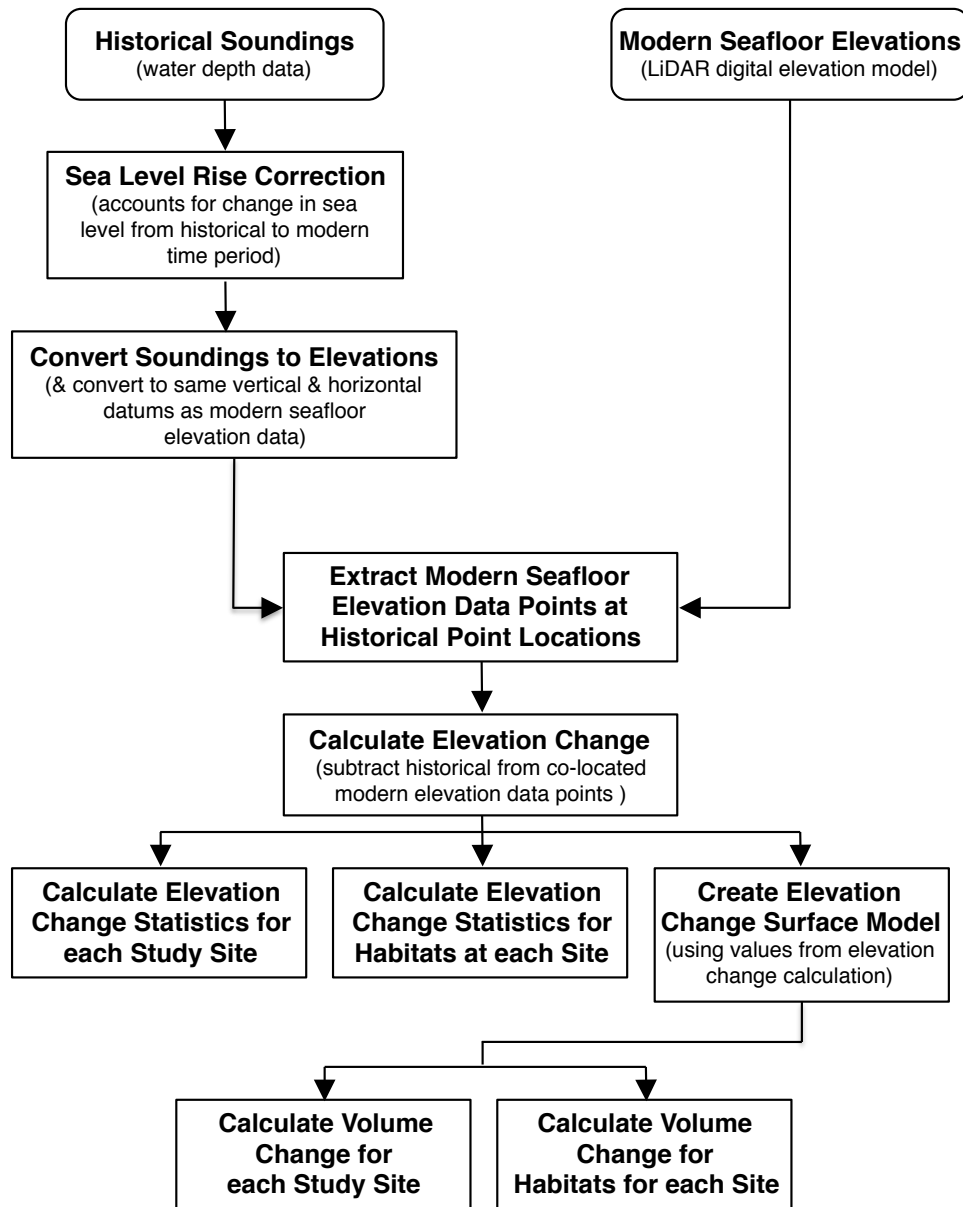 Historical Soundings
(water depth data)
Modern Seafloor Elevations
(LiDAR digital elevation model)
Sea Level Rise Correction
(accounts for change in sea
level from historical to modern
time period)
Convert Soundings to Elevations
(& convert to same vertical & horizontal
datums as modern seafloor
elevation data)
Extract Modern Seafloor
Elevation Data Points at
Historical Point Locations
Calculate Elevation Change
(subtract historical from co-located
modern elevation data points )
Calculate Elevation
Change Statistics for
each Study Site
Calculate Elevation
Change Statistics for
Habitats at each Site
Create Elevation
Change Surface Model
(using values from elevation
change calculation)
Calculate Volume
Change for
each Study Site
Calculate Volume
Change for
Habitats for each Site